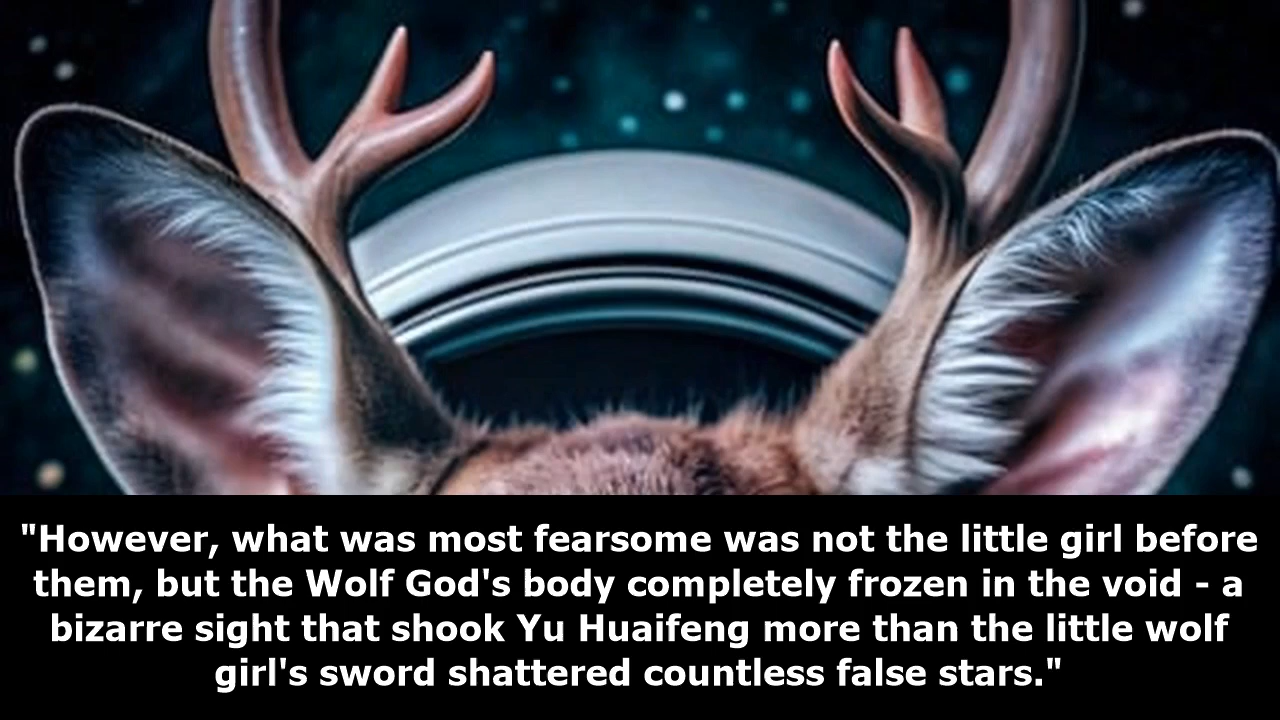 "However, what was most fearsome was not the little girl before
them, but the Wolf God's body completely frozen in the void - a
bizarre sight that shook Yu Huaifeng more than the little wolf
girl's sword shattered countless false stars."